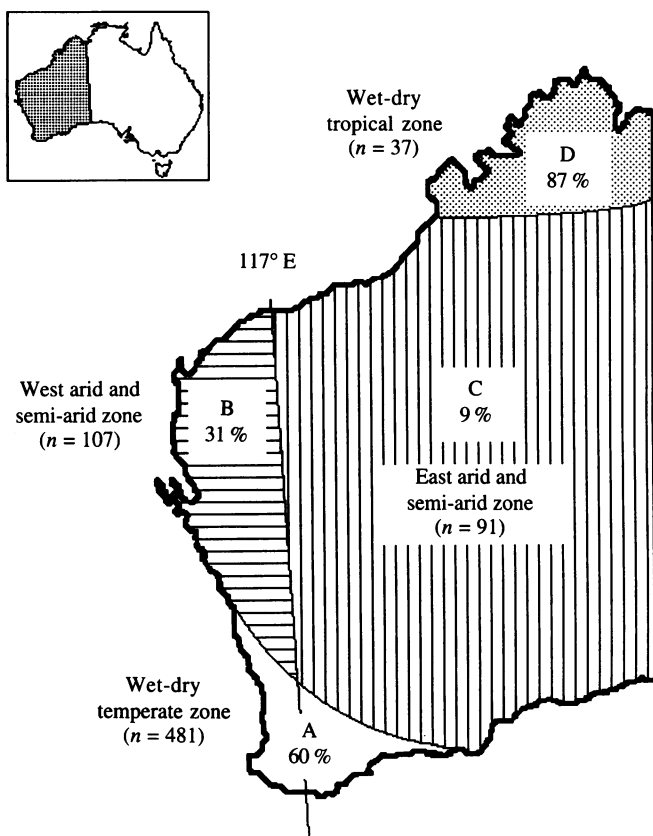 Wet-dry
tropical zone
(n = 37)
D
87 %
117° E
West arid and
semi-arid zone
(n = 107)
B
31 %
C
9 %
East arid and
semi-arid zone
(n = 91)
Wet-dry
temperate zone
(n = 481)
A
60 %